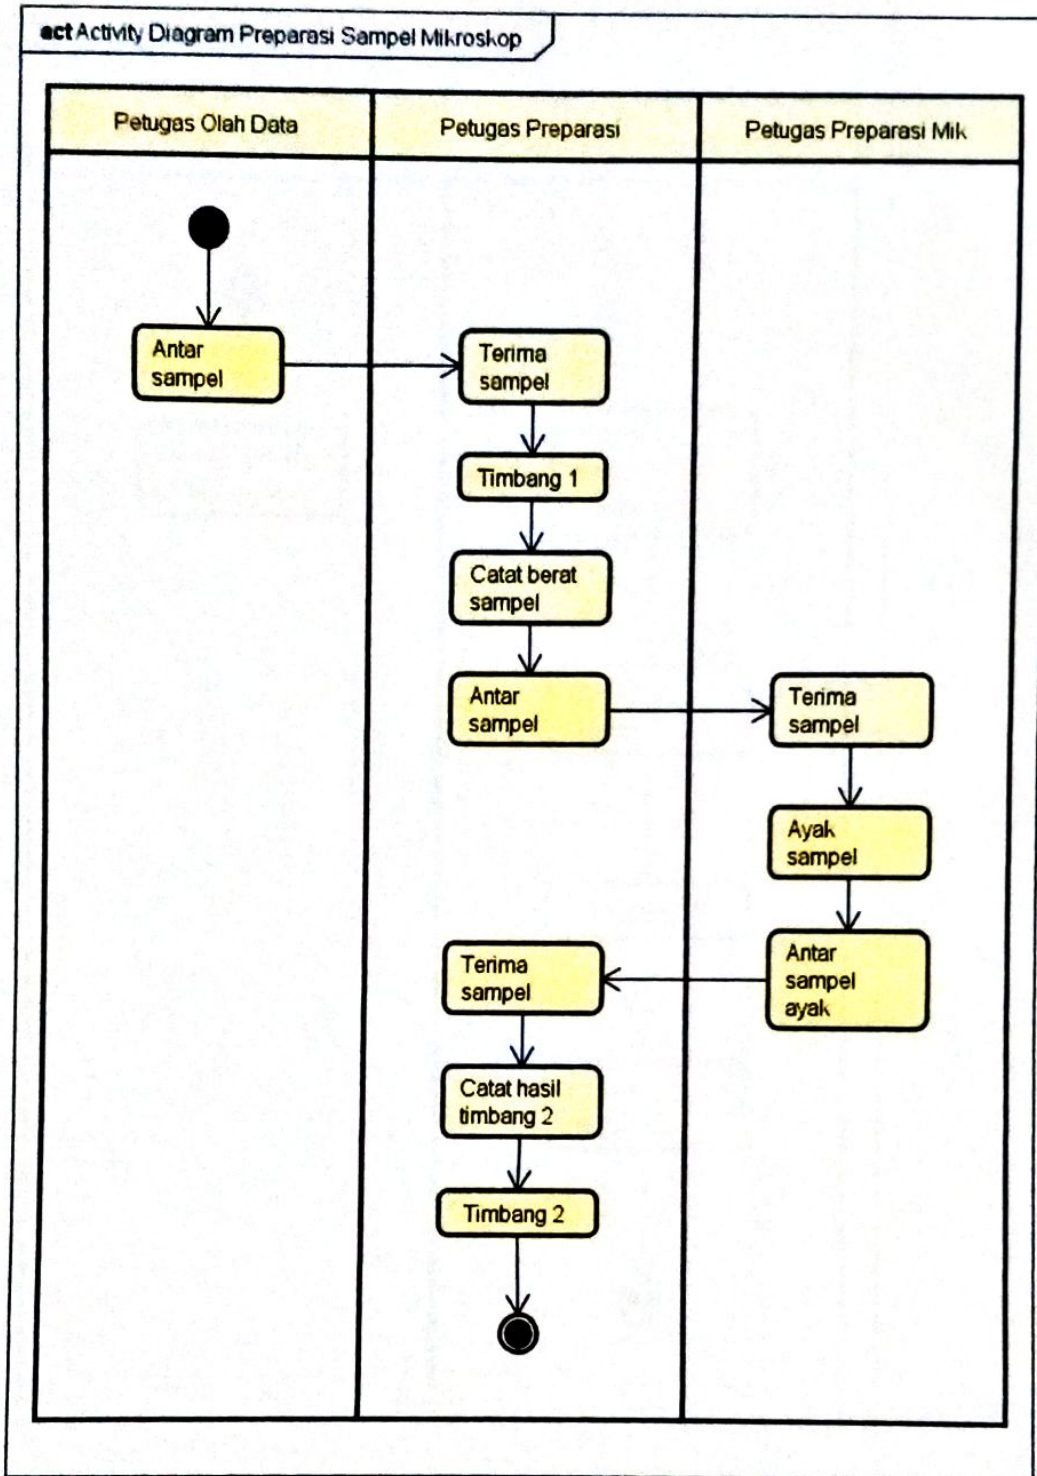 act Activity Diagram Preparasi Sampel Mikroskop
Petugas Olah Data
Petugas Preparasi
Petugas Preparasi Mik
Antar
sampel
Terima
sampel
Timbang 1
Catat berat
sampel
Antar
sampel
Terima
sampel
Ayak
sampel
Antar
sampel
ayak
Terima
sampel
Catat hasil
timbang 2
Timbang 2